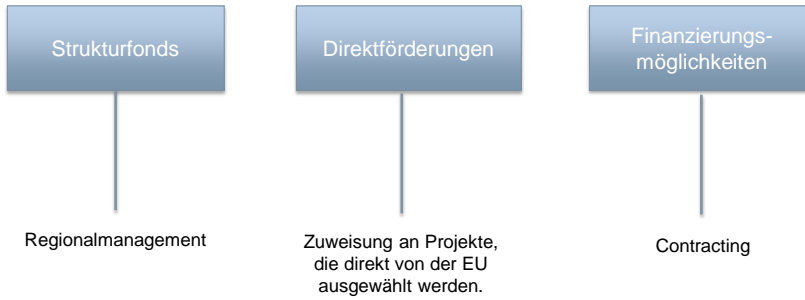 Strukturfonds
Direktförderungen
Finanzierungs-
möglichkeiten
Regionalmanagement
Zuweisung an Projekte,
die direkt von der EU
ausgewählt werden.
Contracting